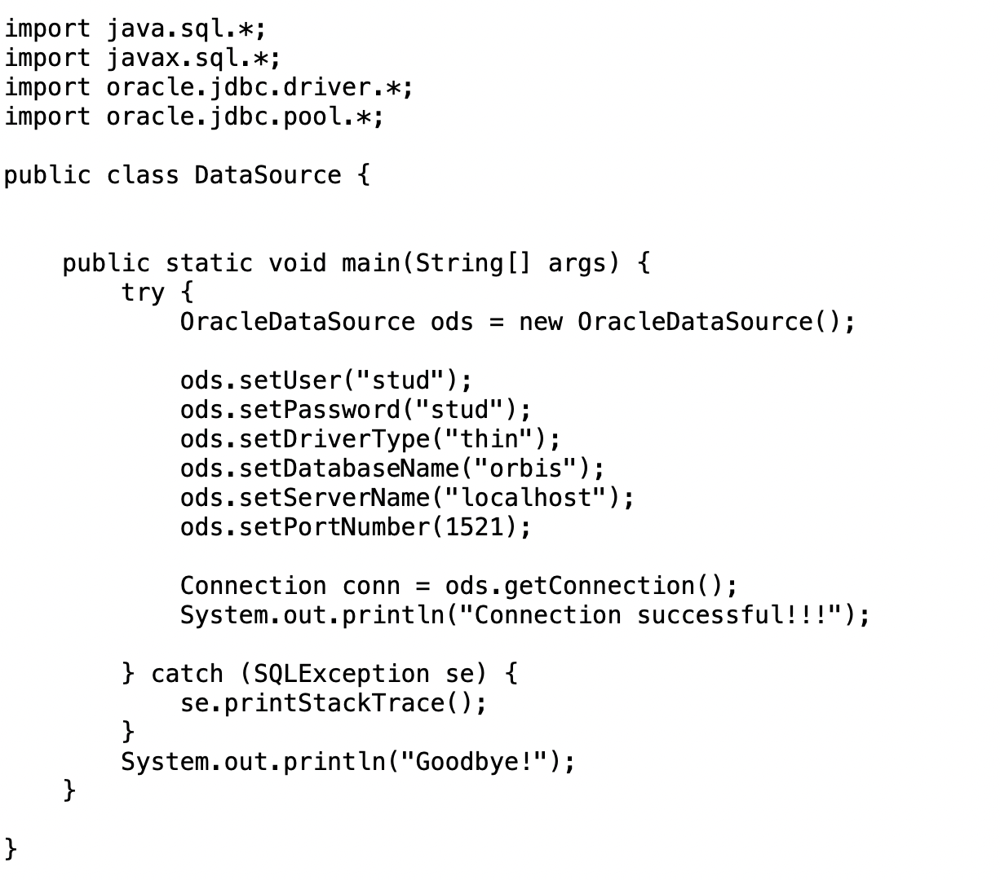 import java.sql.*;
import javax.sql.*;
import oracle.jdbc.driver.*;
import oracle.jdbc.pool.*;
public class DataSource {
public static void main(String[] args) {
try {
OracleDataSource ods = new OracleDataSource();
ods.setUser("stud");
ods.setPassword("stud");
ods.setDriverType("thin");
ods.setDatabaseName("orbis");
ods.setServerName("localhost");
ods.setPortNumber(1521);
Connection conn = ods.getConnection();
System.out.println("Connection successful!!!");
} catch (SQLException se) {
se.printStackTrace();
}
System.out.println("Goodbye!");
}
}